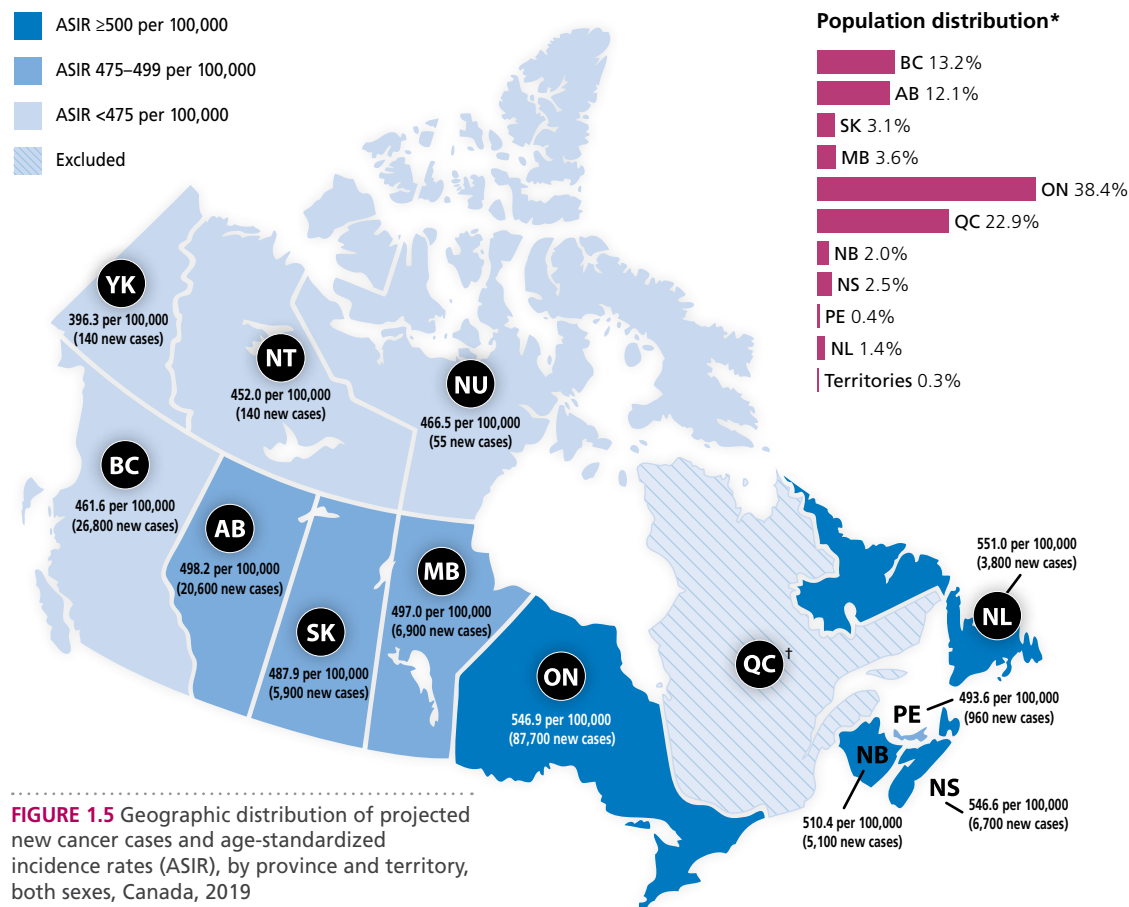 ASIR ≥500 per 100,000
ASIR 475–499 per 100,000
ASIR <475 per 100,000
Excluded
Population distribution*
BC 13.2%
AB 12.1%
SK 3.1%
MB 3.6%
ON 38.4%
QC 22.9%
NB 2.0%
NS 2.5%
PE 0.4%
NL 1.4%
Territories 0.3%
YK
396.3 per 100,000
(140 new cases)
NT
452.0 per 100,000
(140 new cases)
NU
466.5 per 100,000
(55 new cases)
BC
461.6 per 100,000
(26,800 new cases)
AB
498.2 per 100,000
(20,600 new cases)
SK
487.9 per 100,000
(5,900 new cases)
MB
497.0 per 100,000
(6,900 new cases)
ON
546.9 per 100,000
(87,700 new cases)
QC†
551.0 per 100,000
(3,800 new cases)
NL
PE
493.6 per 100,000
(960 new cases)
NB
510.4 per 100,000
(5,100 new cases)
NS
546.6 per 100,000
(6,700 new cases)
FIGURE 1.5 Geographic distribution of projected
new cancer cases and age-standardized
incidence rates (ASIR), by province and territory,
both sexes, Canada, 2019